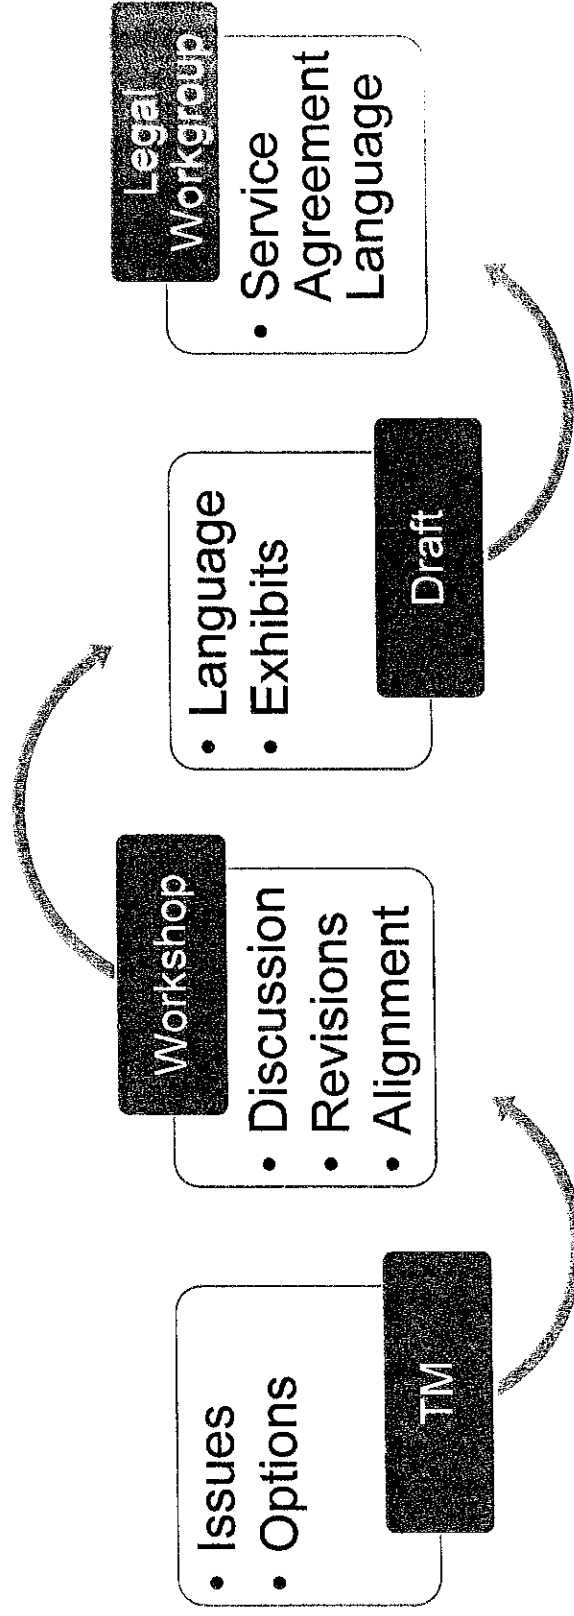 • Issues
• Options
TM
Workshop
• Discussion
• Revisions
• Alignment
• Language
• Exhibits
Draft
Legal
Workgroup
• Service
Agreement
Language